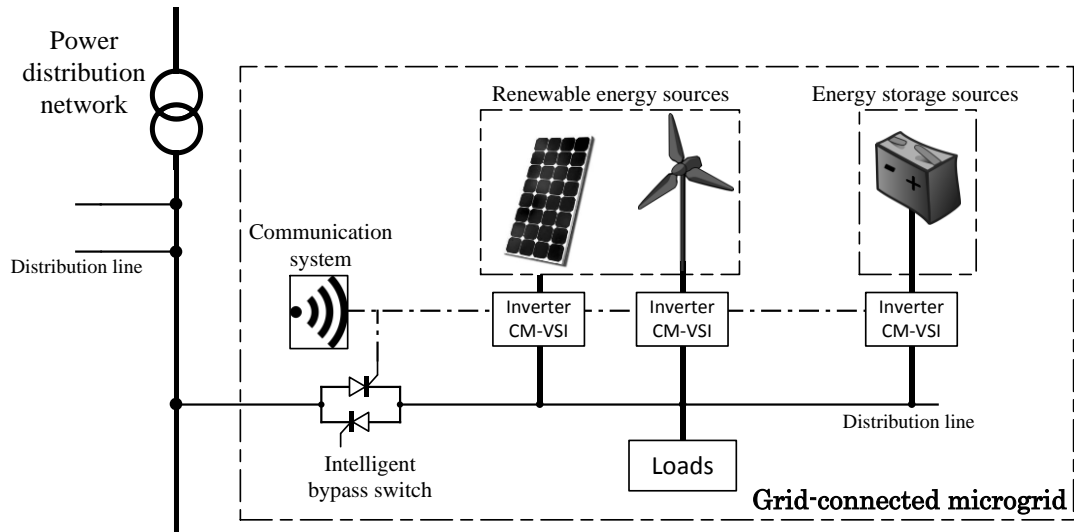 Power
distribution
network
Renewable energy sources
Energy storage sources
- +
Communication
system
Distribution line
Inverter
CM-VSI
Inverter
CM-VSI
Inverter
CM-VSI
Distribution line
Intelligent
bypass switch
Loads
Grid-connected microgrid